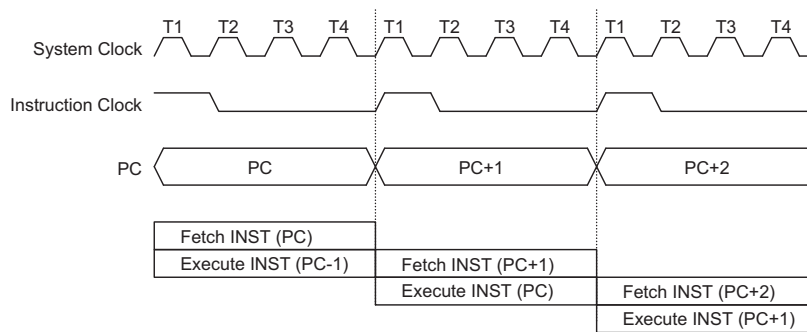 T1 T2 T3 T4 T1 T2 T3 T4 T1 T2 T3 T4
System Clock
Instruction Clock
PC PC PC+1 PC+2
Fetch INST (PC)
Execute INST (PC-1) Fetch INST (PC+1)
Execute INST (PC) Fetch INST (PC+2)
Execute INST (PC+1)